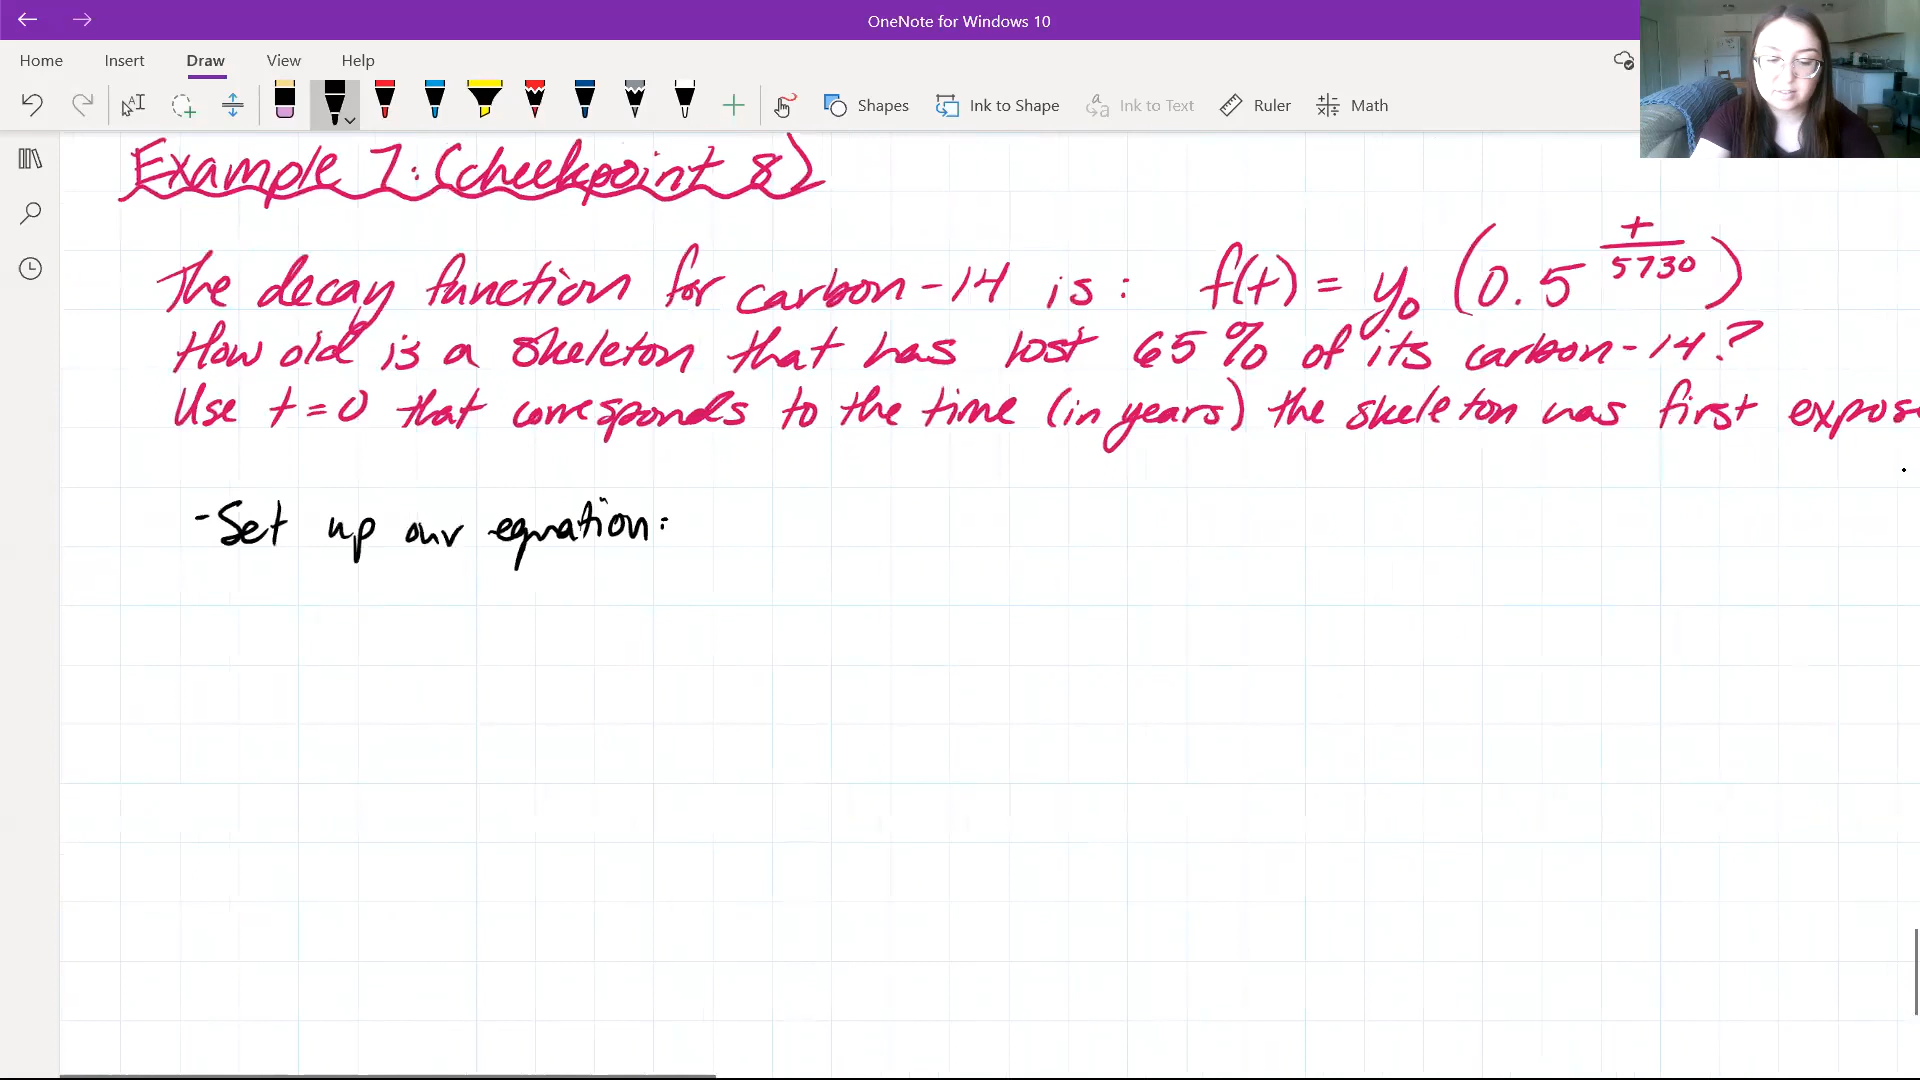 OneNote for Windows 10
Home Insert Draw View Help
Shapes Ink to Shape Ink to Text Ruler Math
Example 7: (Checkpoint 8)
The decay function for carbon-14 is: f(t) = y₀ (0.5^(t/5730))
How old is a skeleton that has lost 65% of its carbon-14?
Use t=0 that corresponds to the time (in years) the skeleton was first expos
-Set up our equation: